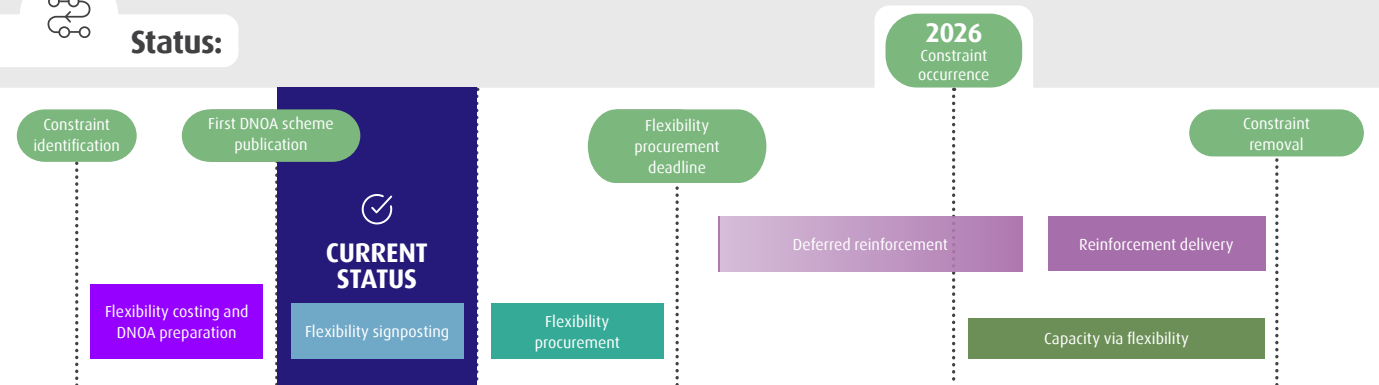 Status:
2026
Constraint
occurrence
Constraint
identification
First DNOA scheme
publication
Flexibility
procurement
deadline
Constraint
removal
CURRENT
STATUS
Deferred reinforcement
Reinforcement delivery
Flexibility costing and
DNOA preparation
Flexibility signposting
Flexibility
procurement
Capacity via flexibility